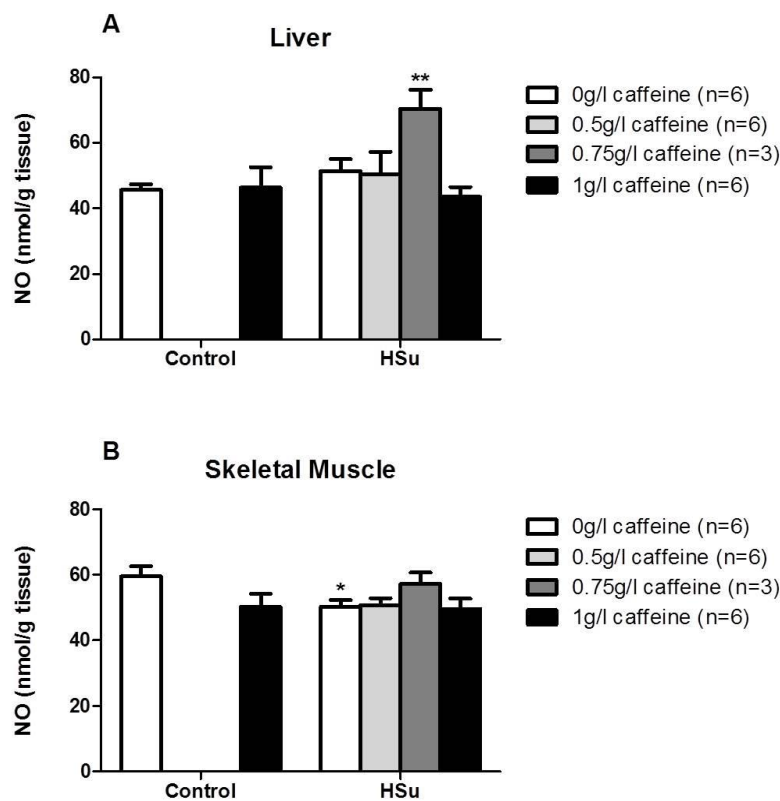 A
Liver
NO (nmol/g tissue)
80
60
40
20
0
**
Control
HSu
0g/l caffeine (n=6)
0.5g/l caffeine (n=6)
0.75g/l caffeine (n=3)
1g/l caffeine (n=6)
B
Skeletal Muscle
NO (nmol/g tissue)
80
60
40
20
0
*
Control
HSu
0g/l caffeine (n=6)
0.5g/l caffeine (n=6)
0.75g/l caffeine (n=3)
1g/l caffeine (n=6)